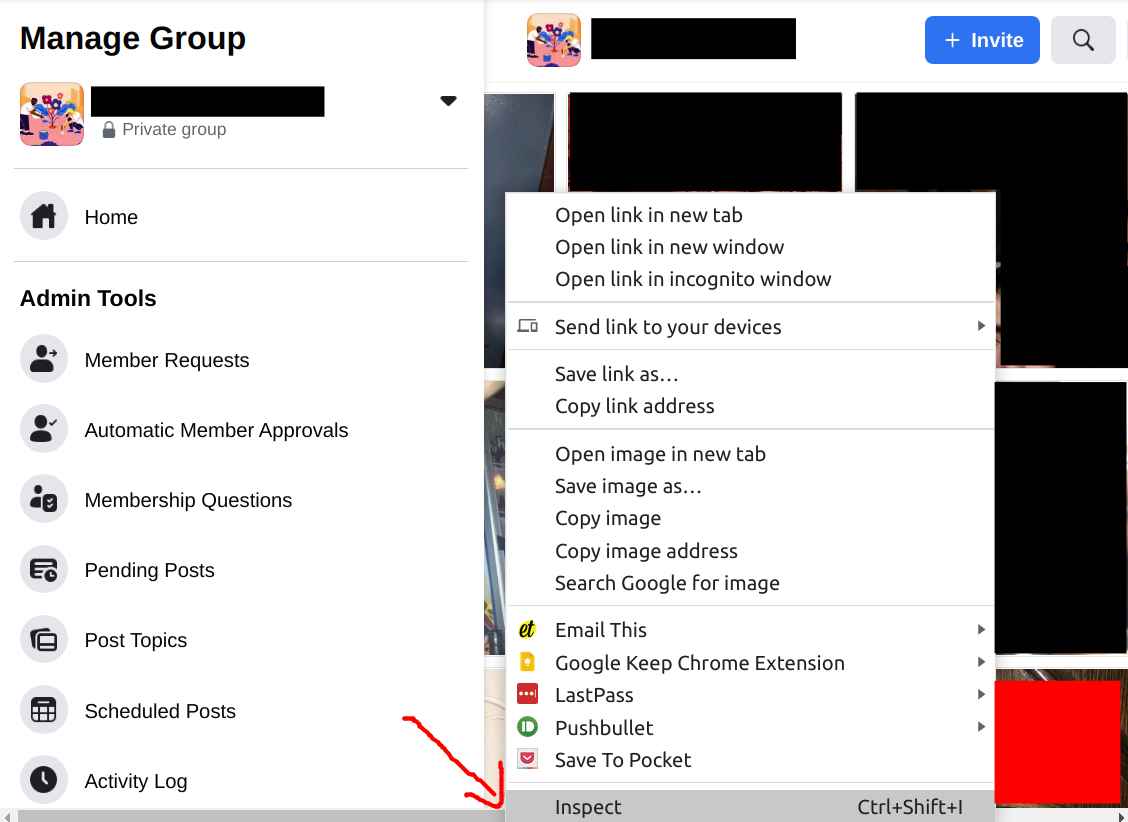 Manage Group
Private group
Home
Admin Tools
Member Requests
Automatic Member Approvals
Membership Questions
Pending Posts
Post Topics
Scheduled Posts
Activity Log
+ Invite
Open link in new tab
Open link in new window
Open link in incognito window
Send link to your devices
Save link as…
Copy link address
Open image in new tab
Save image as…
Copy image
Copy image address
Search Google for image
et Email This
Google Keep Chrome Extension
LastPass
Pushbullet
Save To Pocket
Inspect Ctrl+Shift+I